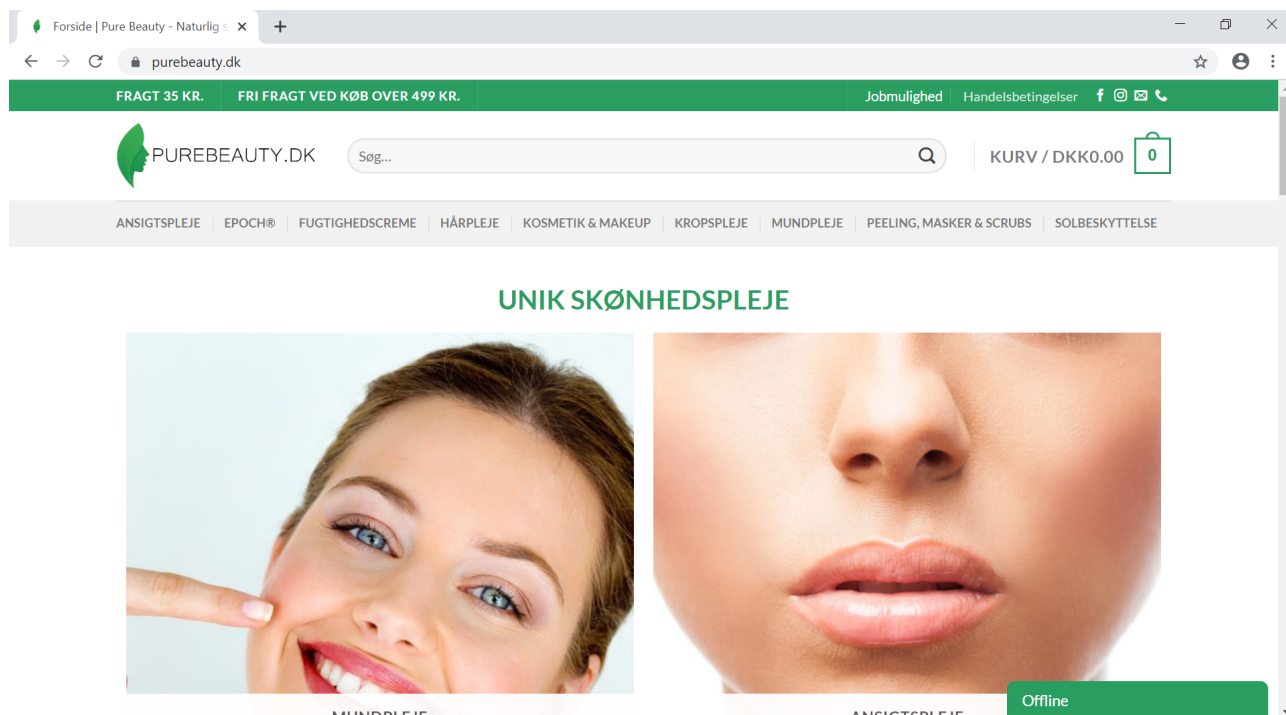 Forside | Pure Beauty - Naturlig s
purebeauty.dk
FRAGT 35 KR. FRI FRAGT VED KØB OVER 499 KR. Jobmulighed Handelsbetingelser
PUREBEAUTY.DK Søg... KURV / DKK0.00 0
ANSIGTSPLEJE EPOCH® FUGTIGHEDSCREME HÅRPLEJE KOSMETIK & MAKEUP KROPSPLEJE MUNDPLEJE PEELING, MASKER & SCRUBS SOLBESKYTTELSE
UNIK SKØNHEDSPLEJE
MUNDPLEJE ANSIGTSPLEJE
Offline